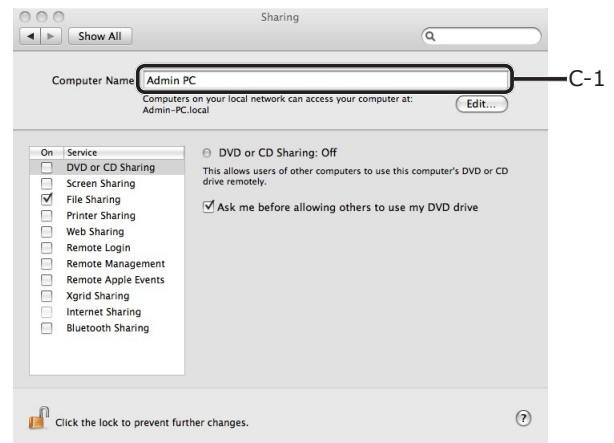 Sharing
Show All
Computer Name: Admin PC
C-1
Computers on your local network can access your computer at:
Admin-PC.local
Edit...
On Service
DVD or CD Sharing
Screen Sharing
File Sharing
Printer Sharing
Web Sharing
Remote Login
Remote Management
Remote Apple Events
Xgrid Sharing
Internet Sharing
Bluetooth Sharing
DVD or CD Sharing: Off
This allows users of other computers to use this computer's DVD or CD
drive remotely.
Ask me before allowing others to use my DVD drive
Click the lock to prevent further changes.
?